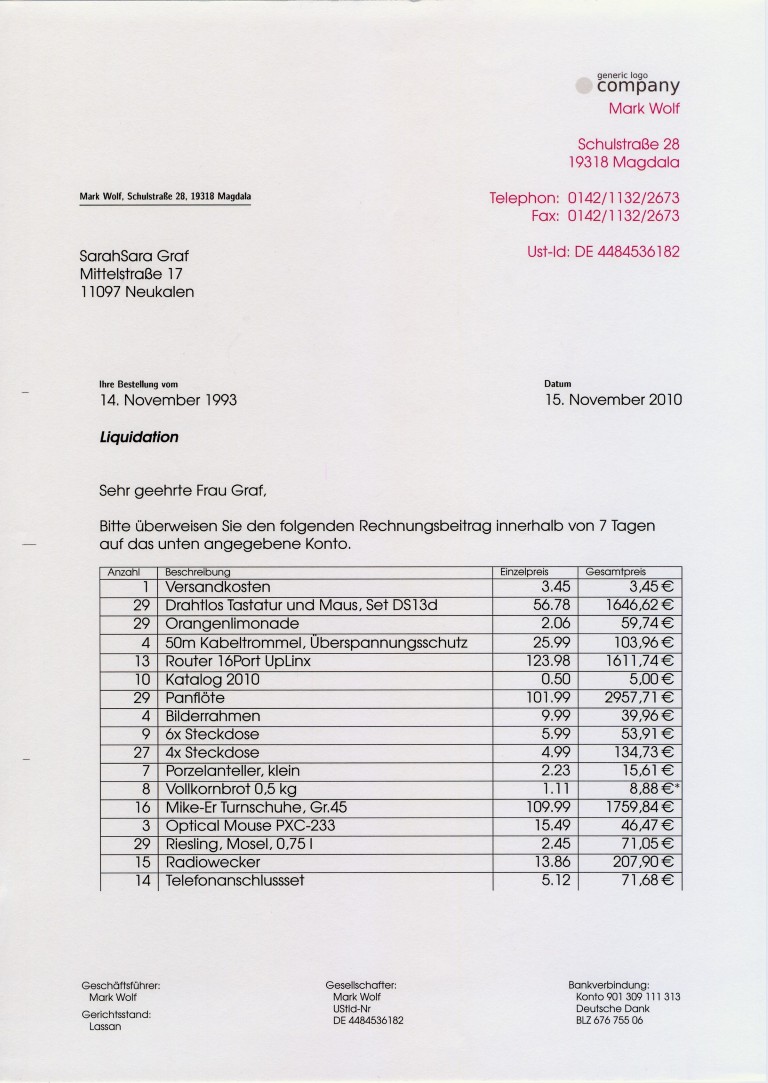 generic logo
company
Mark Wolf
Schulstraße 28
19318 Magdala
Mark Wolf, Schulstraße 28, 19318 Magdala
Telephon: 0142/1132/2673
Fax: 0142/1132/2673
Ust-Id: DE 4484536182
SarahSara Graf
Mittelstraße 17
11097 Neukalen
Ihre Bestellung vom
14. November 1993
Datum
15. November 2010
Liquidation
Sehr geehrte Frau Graf,
Bitte überweisen Sie den folgenden Rechnungsbeitrag innerhalb von 7 Tagen
auf das unten angegebene Konto.
Anzahl Beschreibung Einzelpreis Gesamtpreis
1 Versandkosten 3.45 3,45 €
29 Drahtlos Tastatur und Maus, Set DS13d 56.78 1646,62 €
29 Orangenlimonade 2.06 59,74 €
4 50m Kabeltrommel, Überspannungsschutz 25.99 103,96 €
13 Router 16Port UpLinx 123.98 1611,74 €
10 Katalog 2010 0.50 5,00 €
29 Panflöte 101.99 2957,71 €
4 Bilderrahmen 9.99 39,96 €
9 6x Steckdose 5.99 53,91 €
27 4x Steckdose 4.99 134,73 €
7 Porzelanteller, klein 2.23 15,61 €
8 Vollkornbrot 0,5 kg 1.11 8,88 €*
16 Mike-Er Turnschuhe, Gr.45 109.99 1759,84 €
3 Optical Mouse PXC-233 15.49 46,47 €
29 Riesling, Mosel, 0,75 l 2.45 71,05 €
15 Radiowecker 13.86 207,90 €
14 Telefonanschlussset 5.12 71,68 €
Geschäftsführer:
Mark Wolf
Gerichtsstand:
Lassan
Gesellschafter:
Mark Wolf
UStId-Nr
DE 4484536182
Bankverbindung:
Konto 901 309 111 313
Deutsche Dank
BLZ 676 755 06